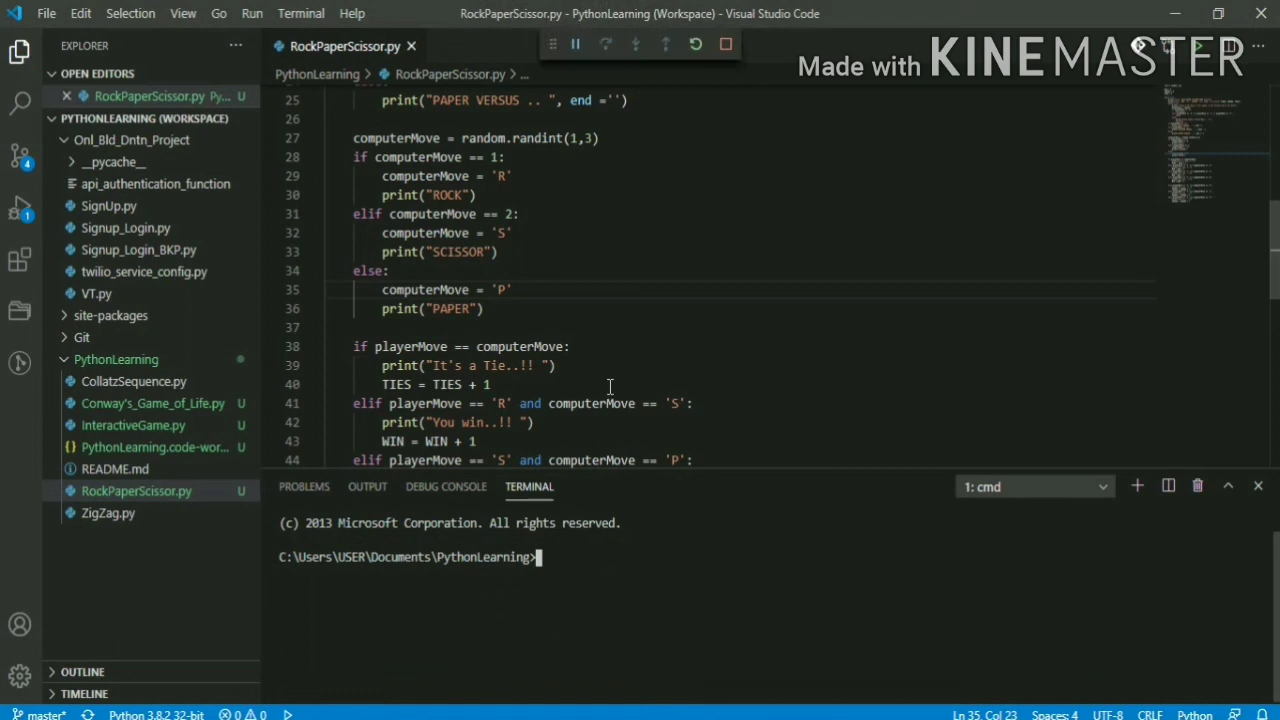 File Edit Selection View Go Run Terminal Help
RockPaperScissor.py - PythonLearning (Workspace) - Visual Studio Code
Made with KINEMASTER
EXPLORER
OPEN EDITORS
RockPaperScissor.py Py... U
PYTHONLEARNING (WORKSPACE)
Onl_Bld_Dntn_Project
__pycache__
api_authentication_function
SignUp.py
Signup_Login.py
Signup_Login_BKP.py
twilio_service_config.py
VT.py
site-packages
Git
PythonLearning
CollatzSequence.py
Conway's_Game_of_Life.py U
InteractiveGame.py U
PythonLearning.code-wor... U
README.md
RockPaperScissor.py U
ZigZag.py
OUTLINE
TIMELINE
4
1
RockPaperScissor.py
PythonLearning > RockPaperScissor.py > ...
25 print("PAPER VERSUS .. ", end ='')
26
27 computerMove = random.randint(1,3)
28 if computerMove == 1:
29 computerMove = 'R'
30 print("ROCK")
31 elif computerMove == 2:
32 computerMove = 'S'
33 print("SCISSOR")
34 else:
35 computerMove = 'P'
36 print("PAPER")
37
38 if playerMove == computerMove:
39 print("It's a Tie..!! ")
40 TIES = TIES + 1
41 elif playerMove == 'R' and computerMove == 'S':
42 print("You win..!! ")
43 WIN = WIN + 1
44 elif playerMove == 'S' and computerMove == 'P':
PROBLEMS OUTPUT DEBUG CONSOLE TERMINAL
1: cmd
(c) 2013 Microsoft Corporation. All rights reserved.
C:\Users\USER\Documents\PythonLearning>
master* Python 3.8.2 32-bit 0 0 Ln 35, Col 23 Spaces: 4 UTF-8 CRLF Python